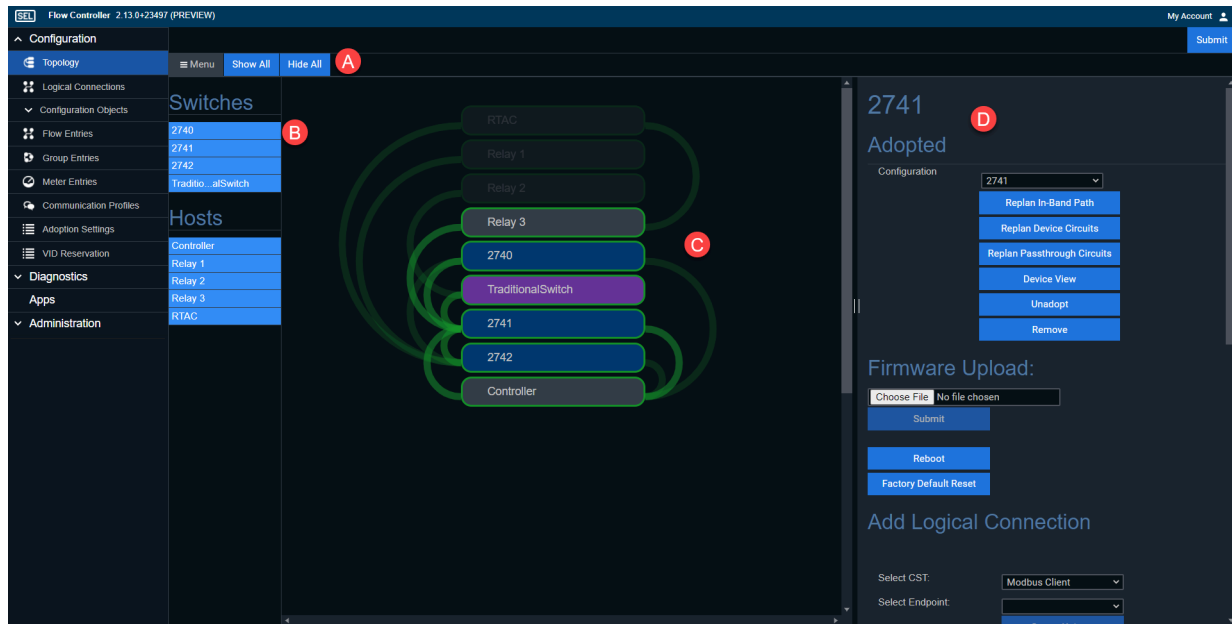 SEL Flow Controller 2.13.0+23497 (PREVIEW)
My Account
Configuration
Submit
Topology
Menu Show All Hide All A
Logical Connections
Configuration Objects
Flow Entries
Group Entries
Meter Entries
Communication Profiles
Adoption Settings
VID Reservation
Diagnostics
Apps
Administration
Switches
2740
2741
2742
Traditio...alSwitch
B
Hosts
Controller
Relay 1
Relay 2
Relay 3
RTAC
RTAC
Relay 1
Relay 2
Relay 3
2740
TraditionalSwitch
2741
2742
Controller
C
2741
D
Adopted
Configuration 2741
Replan In-Band Path
Replan Device Circuits
Replan Passthrough Circuits
Device View
Unadopt
Remove
Firmware Upload:
Choose File No file chosen
Submit
Reboot
Factory Default Reset
Add Logical Connection
Select CST: Modbus Client
Select Endpoint: